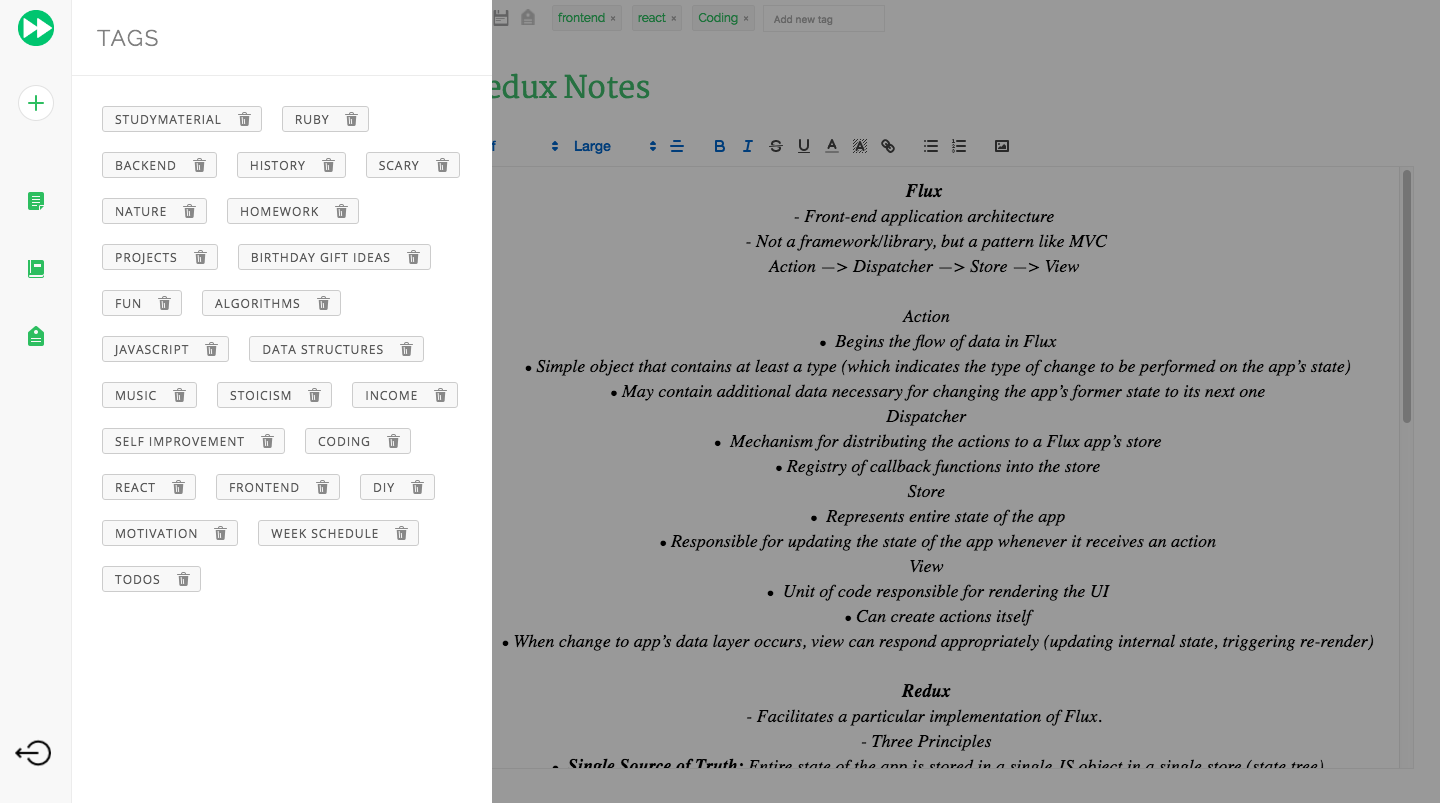 TAGS
STUDYMATERIAL RUBY
BACKEND HISTORY SCARY
NATURE HOMEWORK
PROJECTS BIRTHDAY GIFT IDEAS
FUN ALGORITHMS
JAVASCRIPT DATA STRUCTURES
MUSIC STOICISM INCOME
SELF IMPROVEMENT CODING
REACT FRONTEND DIY
MOTIVATION WEEK SCHEDULE
TODOS
frontend × react × Coding × Add new tag
edux Notes
f Large B I S U A A
Flux
- Front-end application architecture
- Not a framework/library, but a pattern like MVC
Action —> Dispatcher —> Store —> View
Action
• Begins the flow of data in Flux
• Simple object that contains at least a type (which indicates the type of change to be performed on the app’s state)
• May contain additional data necessary for changing the app’s former state to its next one
Dispatcher
• Mechanism for distributing the actions to a Flux app’s store
• Registry of callback functions into the store
Store
• Represents entire state of the app
• Responsible for updating the state of the app whenever it receives an action
View
• Unit of code responsible for rendering the UI
• Can create actions itself
• When change to app’s data layer occurs, view can respond appropriately (updating internal state, triggering re-render)
Redux
- Facilitates a particular implementation of Flux.
- Three Principles
• Single Source of Truth: Entire state of the app is stored in a single JS object in a single store (state tree)